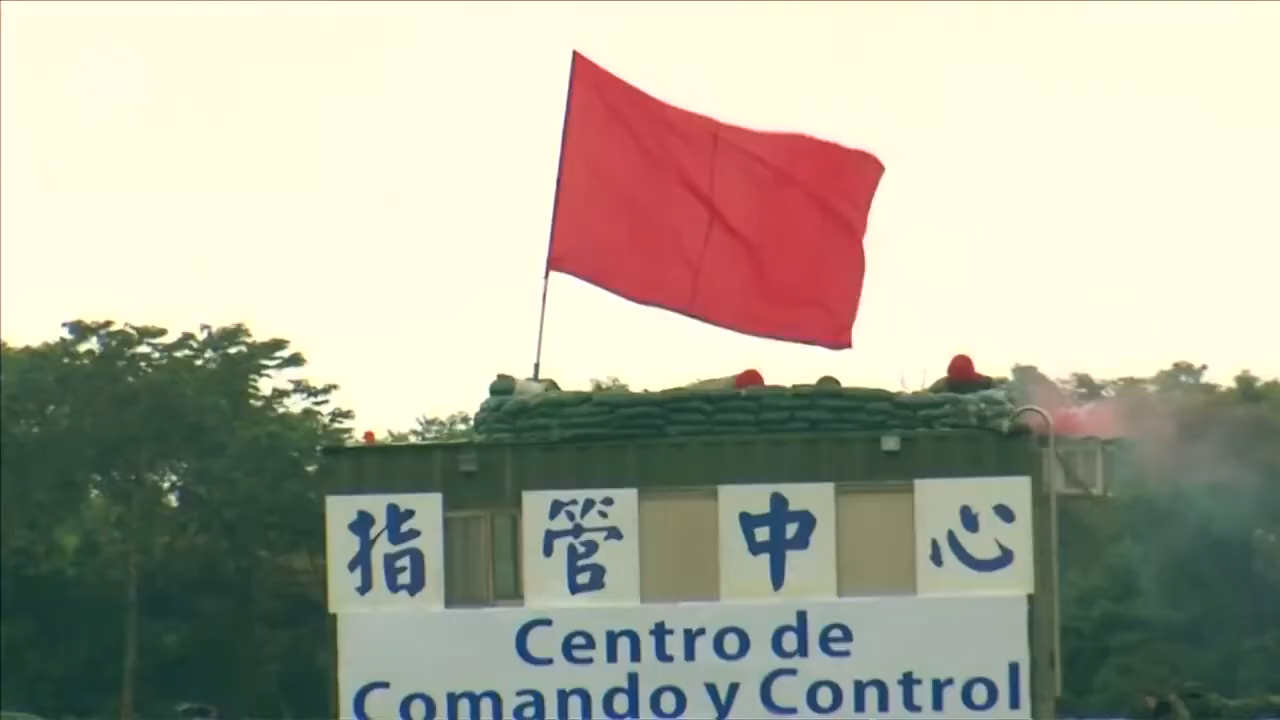 指管中心
Centro de
Comando y Control